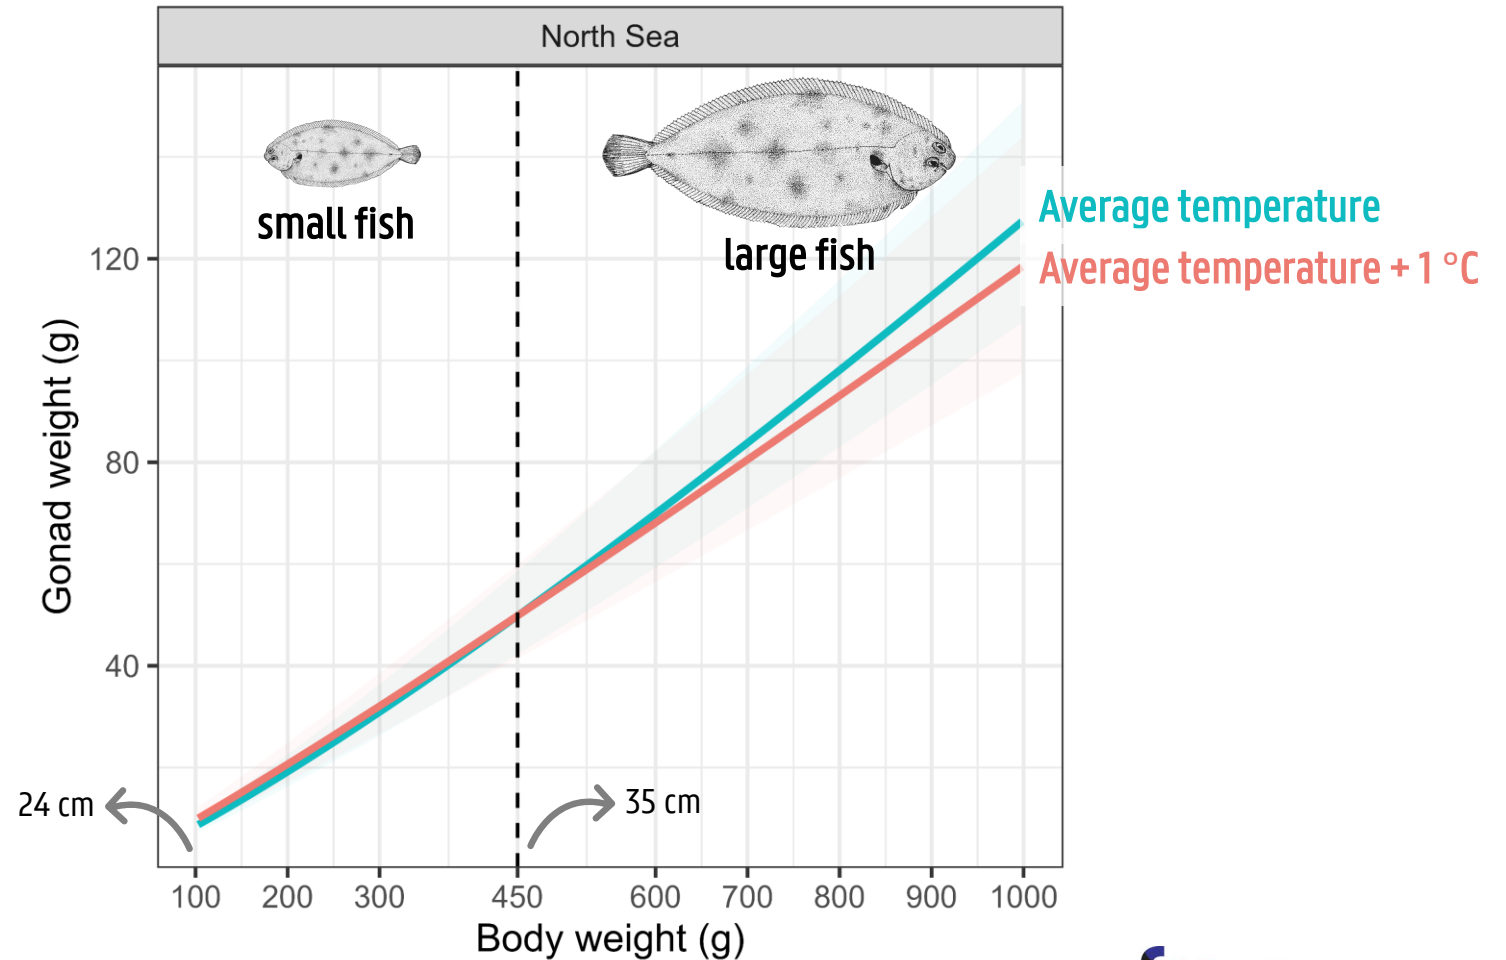 North Sea
small fish
large fish
Average temperature
Average temperature + 1 °C
120
80
40
Gonad weight (g)
24 cm
35 cm
100 200 300 450 600 700 800 900 1000
Body weight (g)